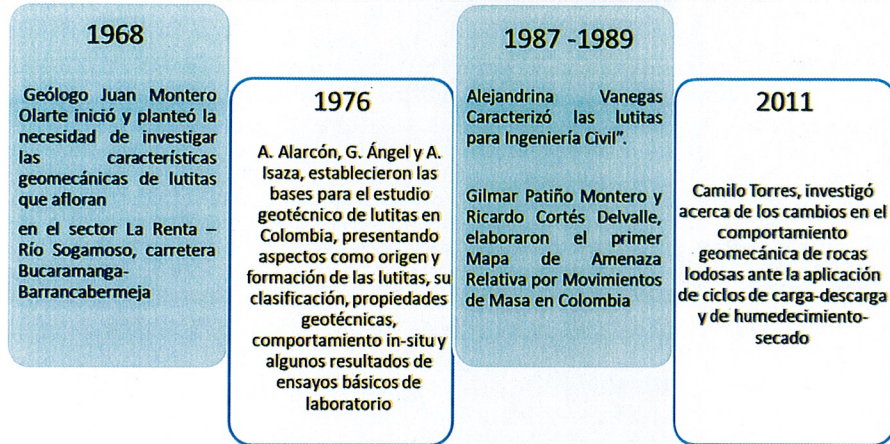 1968
Geólogo Juan Montero
Olarte inició y planteó la
necesidad de investigar
las características
geomecánicas de lutitas
que afloran
en el sector La Renta –
Río Sogamoso, carretera
Bucaramanga-
Barrancabermeja
1976
A. Alarcón, G. Ángel y A.
Isaza, establecieron las
bases para el estudio
geotécnico de lutitas en
Colombia, presentando
aspectos como origen y
formación de las lutitas, su
clasificación, propiedades
geotécnicas,
comportamiento in-situ y
algunos resultados de
ensayos básicos de
laboratorio
1987 -1989
Alejandrina Vanegas
Caracterizó las lutitas
para Ingeniería Civil”.
Gilmar Patiño Montero y
Ricardo Cortés Delvalle,
elaboraron el primer
Mapa de Amenaza
Relativa por Movimientos
de Masa en Colombia
2011
Camilo Torres, investigó
acerca de los cambios en el
comportamiento
geomecánica de rocas
lodosas ante la aplicación
de ciclos de carga-descarga
y de humedecimiento-
secado